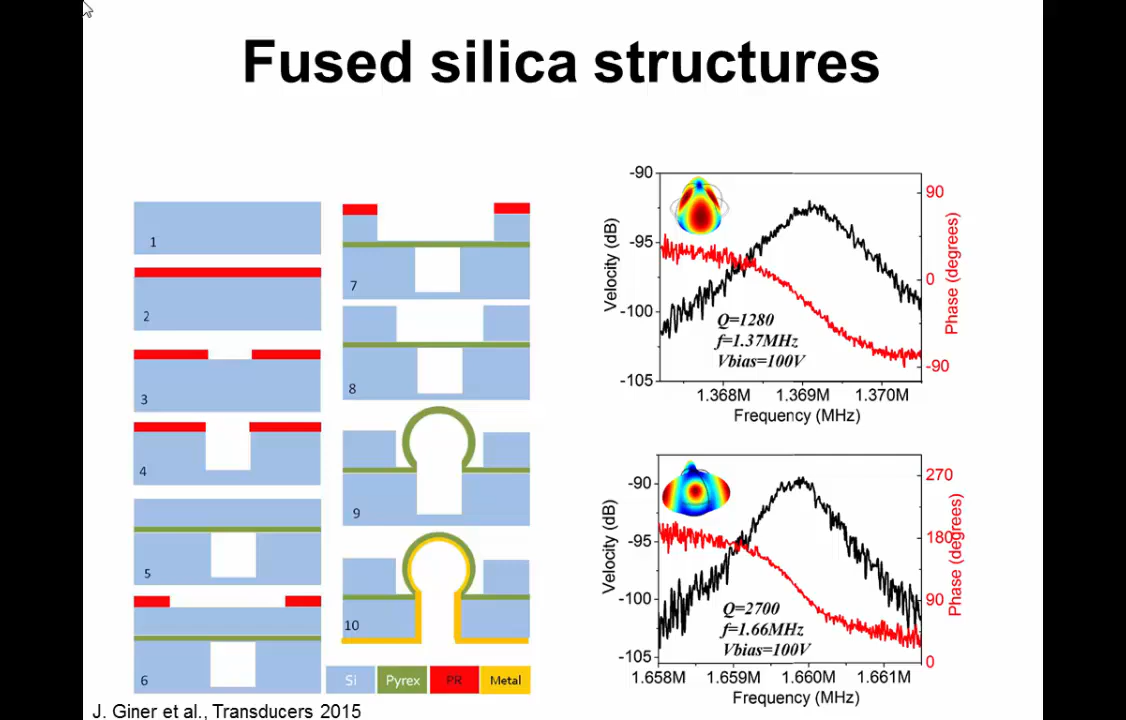 Fused silica structures
1
2
3
4
5
6
7
8
9
10
Si Pyrex PR Metal
J. Giner et al., Transducers 2015
-90
-95
-100
-105
Velocity (dB)
90
0
-90
Phase (degrees)
Q=1280
f=1.37MHz
Vbias=100V
1.368M 1.369M 1.370M
Frequency (MHz)
-90
-95
-100
-105
Velocity (dB)
270
180
90
0
Phase (degrees)
Q=2700
f=1.66MHz
Vbias=100V
1.658M 1.659M 1.660M 1.661M
Frequency (MHz)